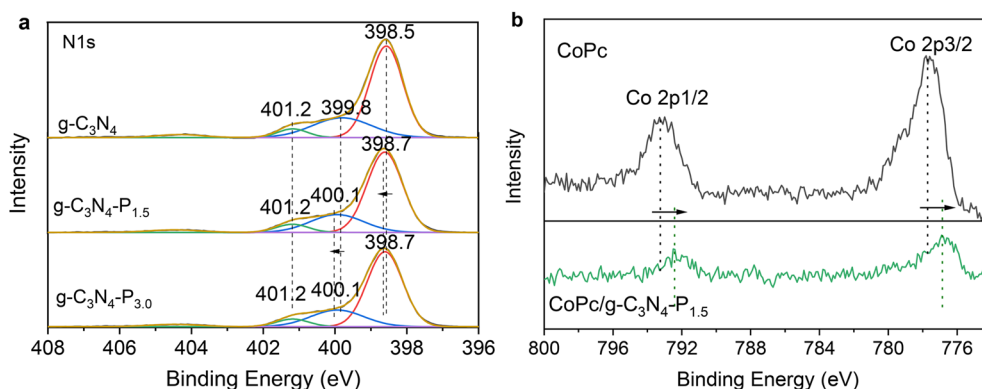 a
N1s
398.5
401.2 399.8
g-C₃N₄
398.7
401.2 400.1
g-C₃N₄-P₁.₅
398.7
401.2 400.1
g-C₃N₄-P₃.₀
408 406 404 402 400 398 396
Binding Energy (eV)
Intensity
b
CoPc
Co 2p3/2
Co 2p1/2
CoPc/g-C₃N₄-P₁.₅
800 796 792 788 784 780 776
Binding Energy (eV)
Intensity